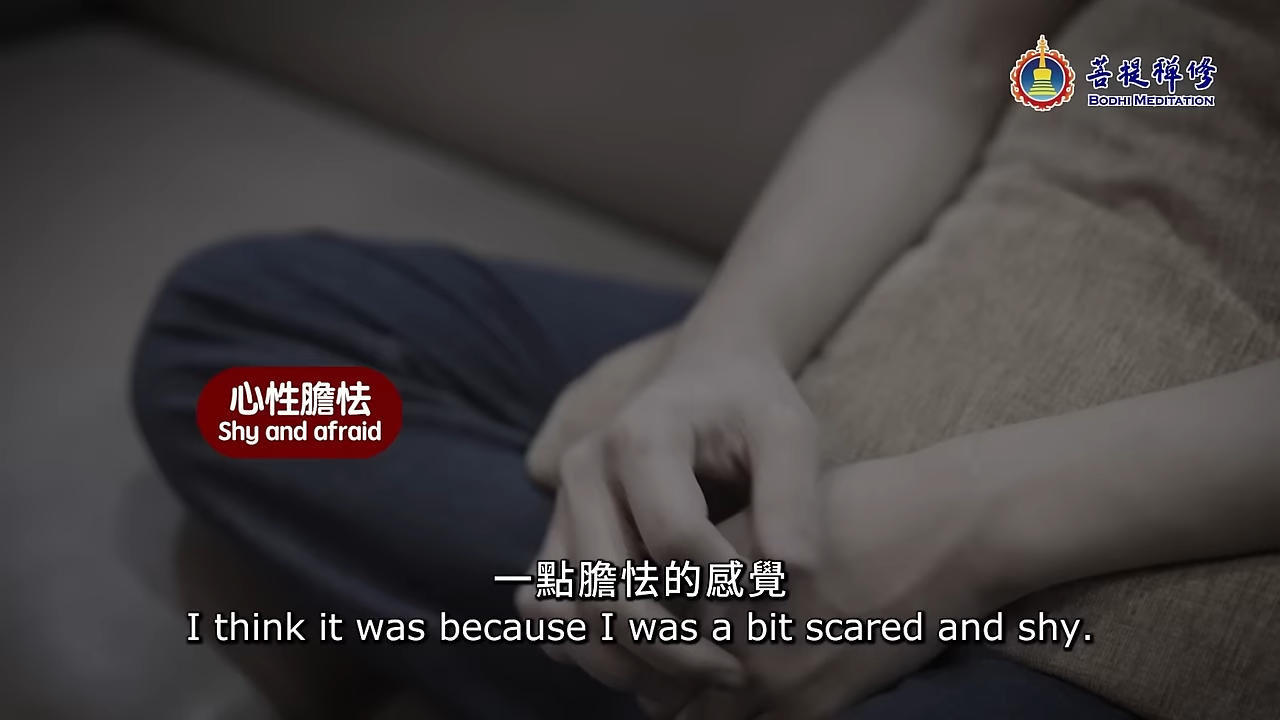 菩提禪修
BODHI MEDITATION
心性膽怯
Shy and afraid
一點膽怯的感覺
I think it was because I was a bit scared and shy.